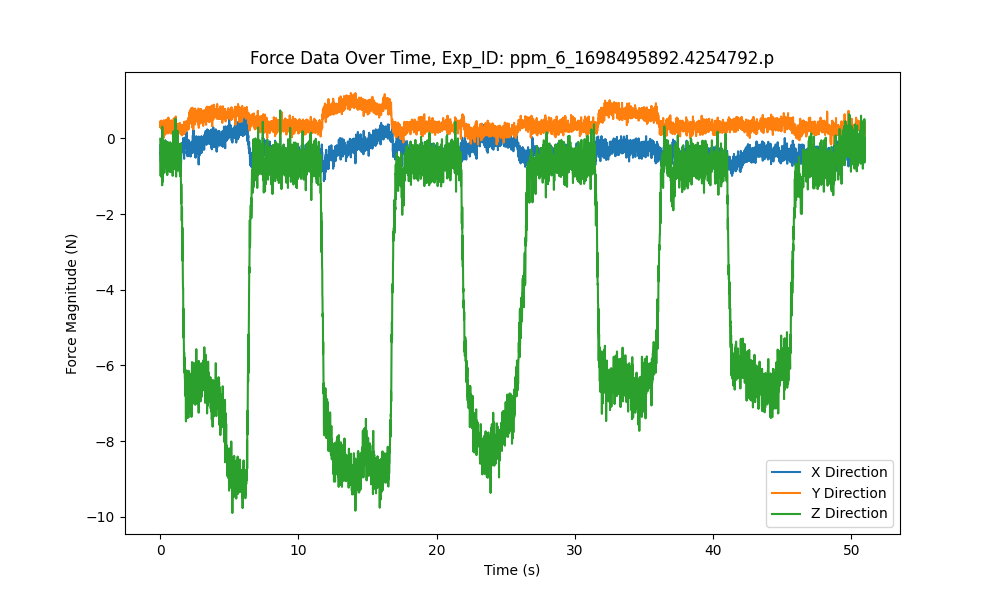 Force Data Over Time, Exp_ID: ppm_6_1698495892.4254792.p
Force Magnitude (N)
0
−2
−4
−6
−8
−10
X Direction
Y Direction
Z Direction
0 10 20 30 40 50
Time (s)